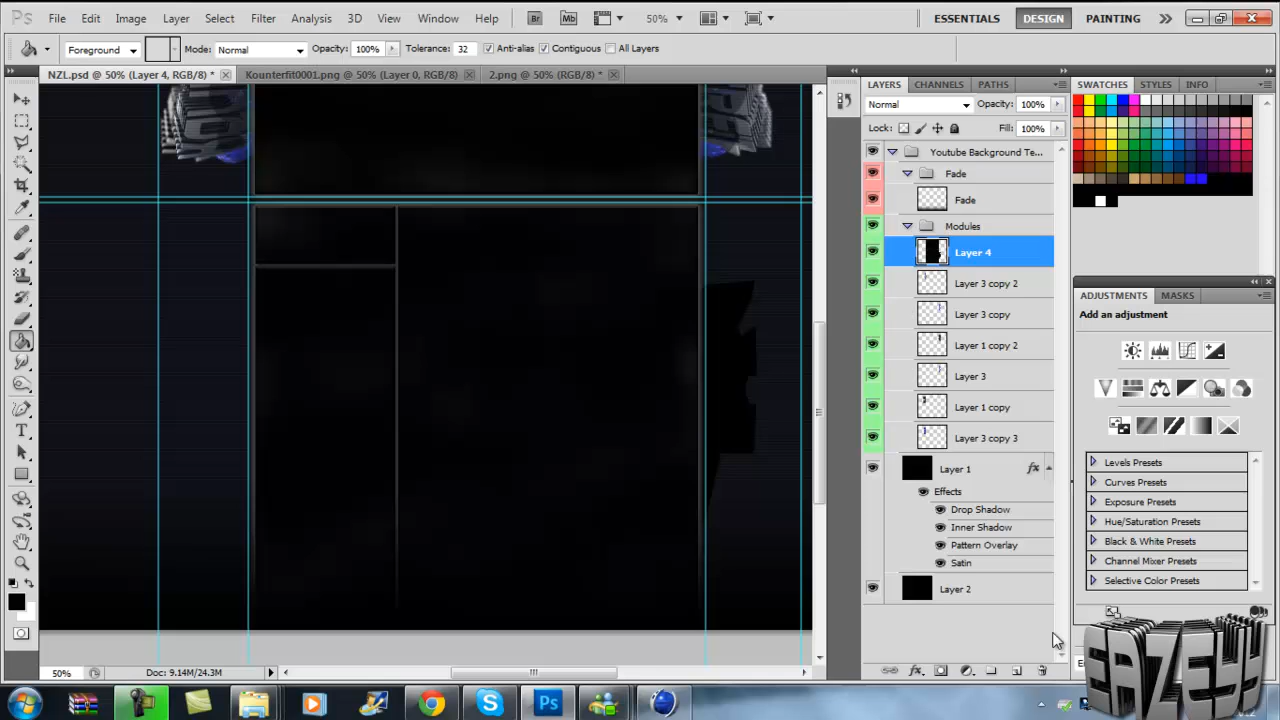 Ps File Edit Image Layer Select Filter Analysis 3D View Window Help Br Mb 50% ESSENTIALS DESIGN PAINTING
Foreground Mode: Normal Opacity: 100% Tolerance: 32 Anti-alias Contiguous All Layers
NZL.psd @ 50% (Layer 4, RGB/8) * Kounterfit0001.png @ 50% (Layer 0, RGB/8) 2.png @ 50% (RGB/8) *
LAYERS CHANNELS PATHS
Normal Opacity: 100%
Lock: Fill: 100%
Youtube Background Te...
Fade
Fade
Modules
Layer 4
Layer 3 copy 2
Layer 3 copy
Layer 1 copy 2
Layer 3
Layer 1 copy
Layer 3 copy 3
Layer 1 fx
Effects
Drop Shadow
Inner Shadow
Pattern Overlay
Satin
Layer 2
SWATCHES STYLES INFO
ADJUSTMENTS MASKS
Add an adjustment
Levels Presets
Curves Presets
Exposure Presets
Hue/Saturation Presets
Black & White Presets
Channel Mixer Presets
Selective Color Presets
50% Doc: 9.14M/24.3M
Ps
EAZEYY